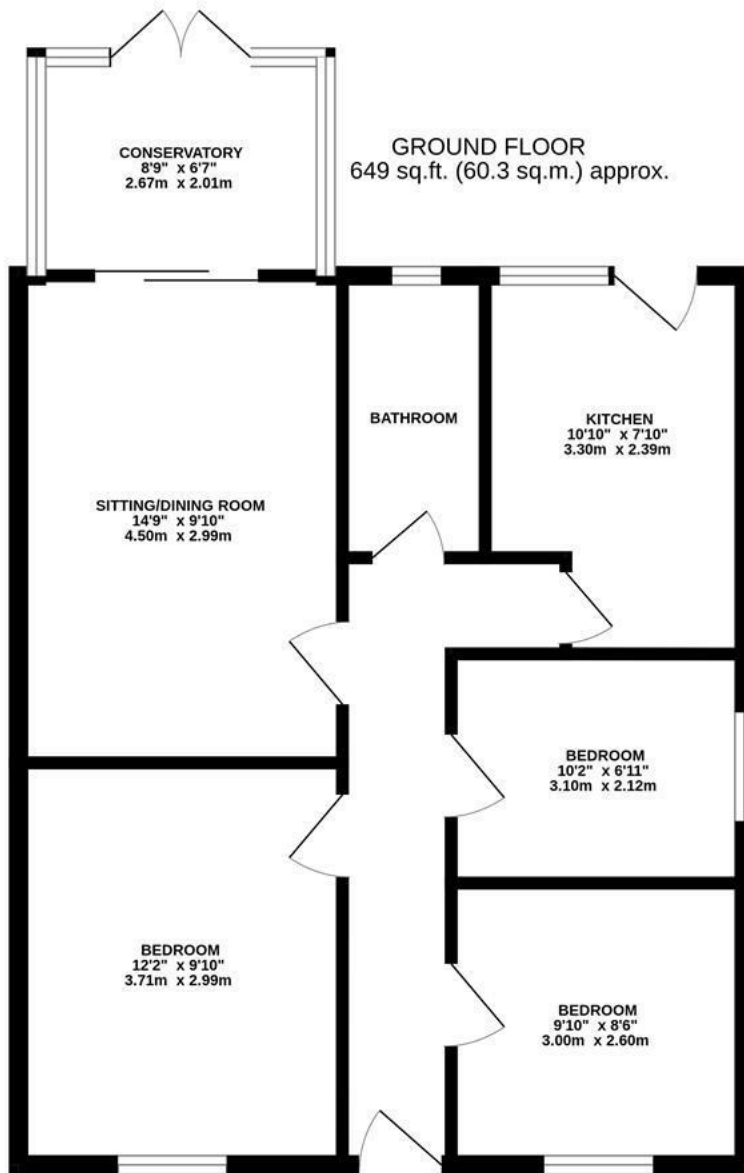 CONSERVATORY
8'9" x 6'7"
2.67m x 2.01m
GROUND FLOOR
649 sq.ft. (60.3 sq.m.) approx.
BATHROOM
KITCHEN
10'10" x 7'10"
3.30m x 2.39m
SITTING/DINING ROOM
14'9" x 9'10"
4.50m x 2.99m
BEDROOM
10'2" x 6'11"
3.10m x 2.12m
BEDROOM
12'2" x 9'10"
3.71m x 2.99m
BEDROOM
9'10" x 8'6"
3.00m x 2.60m